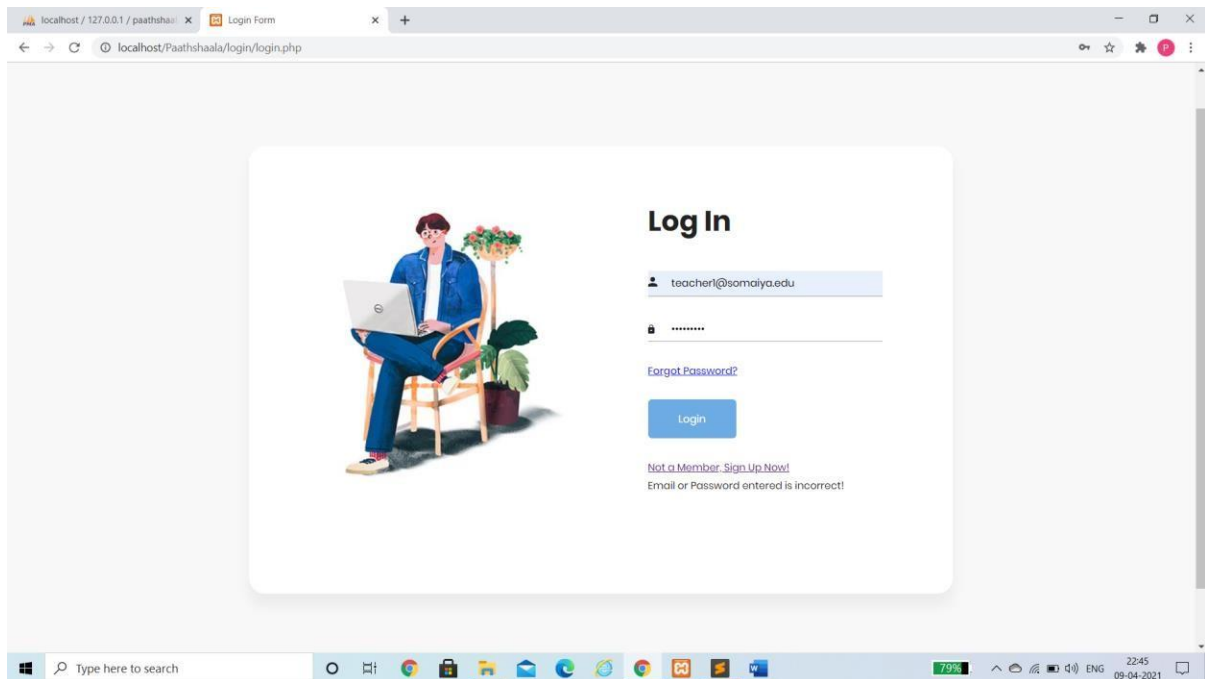 localhost / 127.0.0.1 / paathshaal
Login Form
localhost/Paathshaala/login/login.php
P
Log In
teacher1@somaiya.edu
Forgot Password?
Login
Not a Member, Sign Up Now!
Email or Password entered is incorrect!
Type here to search
79%
ENG
22:45
09-04-2021